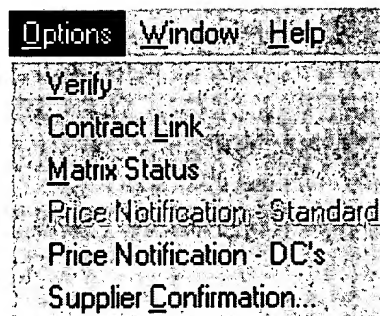 Options Window Help
Verify
Contract Link
Matrix Status
Price Notification - Standard
Price Notification - DC's
Supplier Confirmation...